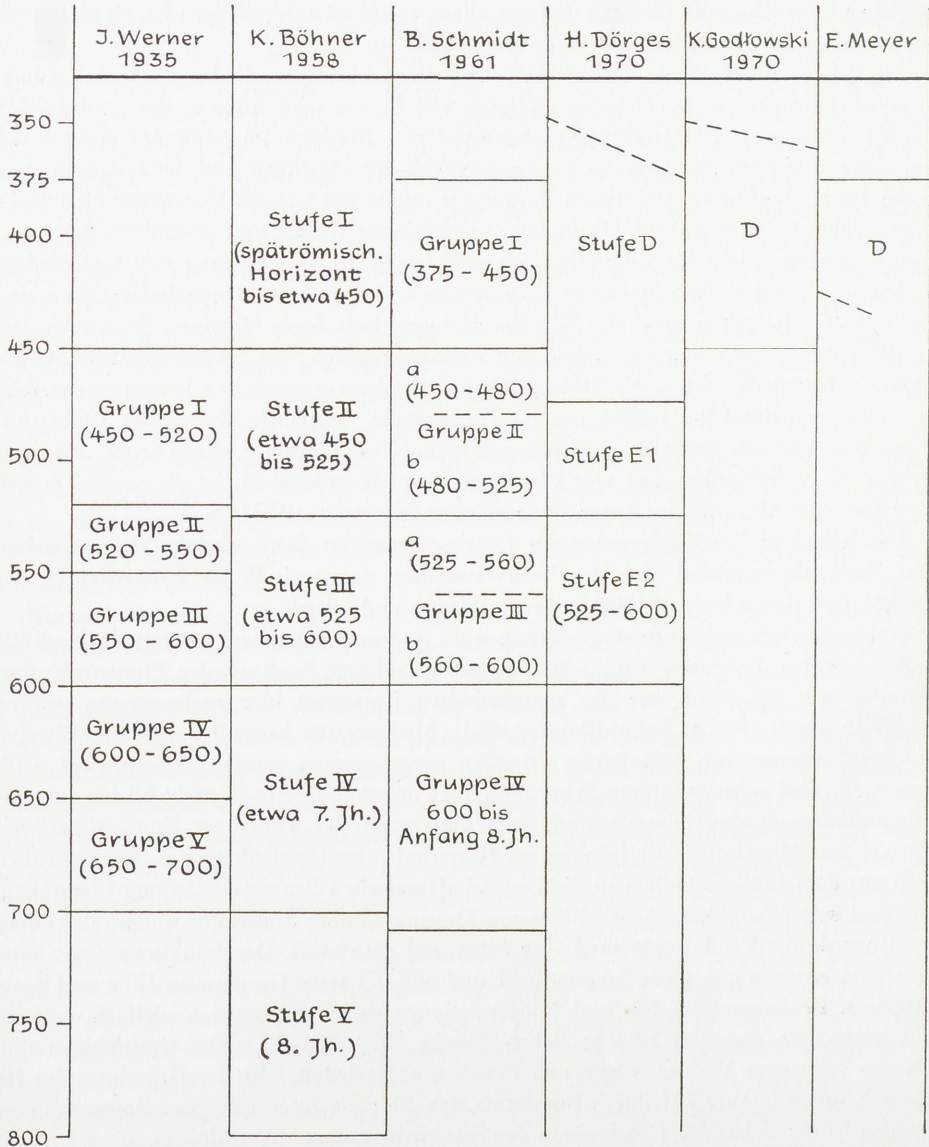 J. Werner
1935
K. Böhner
1958
B. Schmidt
1961
H. Dörges
1970
K. Godłowski
1970
E. Meyer
350
375
400
450
500
550
600
650
700
750
800
Gruppe I
(450 - 520)
Gruppe II
(520 - 550)
Gruppe III
(550 - 600)
Gruppe IV
(600 - 650)
Gruppe V
(650 - 700)
Stufe I
(spätrömisch.
Horizont
bis etwa 450)
Stufe II
(etwa 450
bis 525)
Stufe III
(etwa 525
bis 600)
Stufe IV
(etwa 7. Jh.)
Stufe V
(8. Jh.)
Gruppe I
(375 - 450)
a
(450 - 480)
Gruppe II
b
(480 - 525)
a
(525 - 560)
Gruppe III
b
(560 - 600)
Gruppe IV
600 bis
Anfang 8. Jh.
Stufe D
Stufe E1
Stufe E2
(525 - 600)
D
D